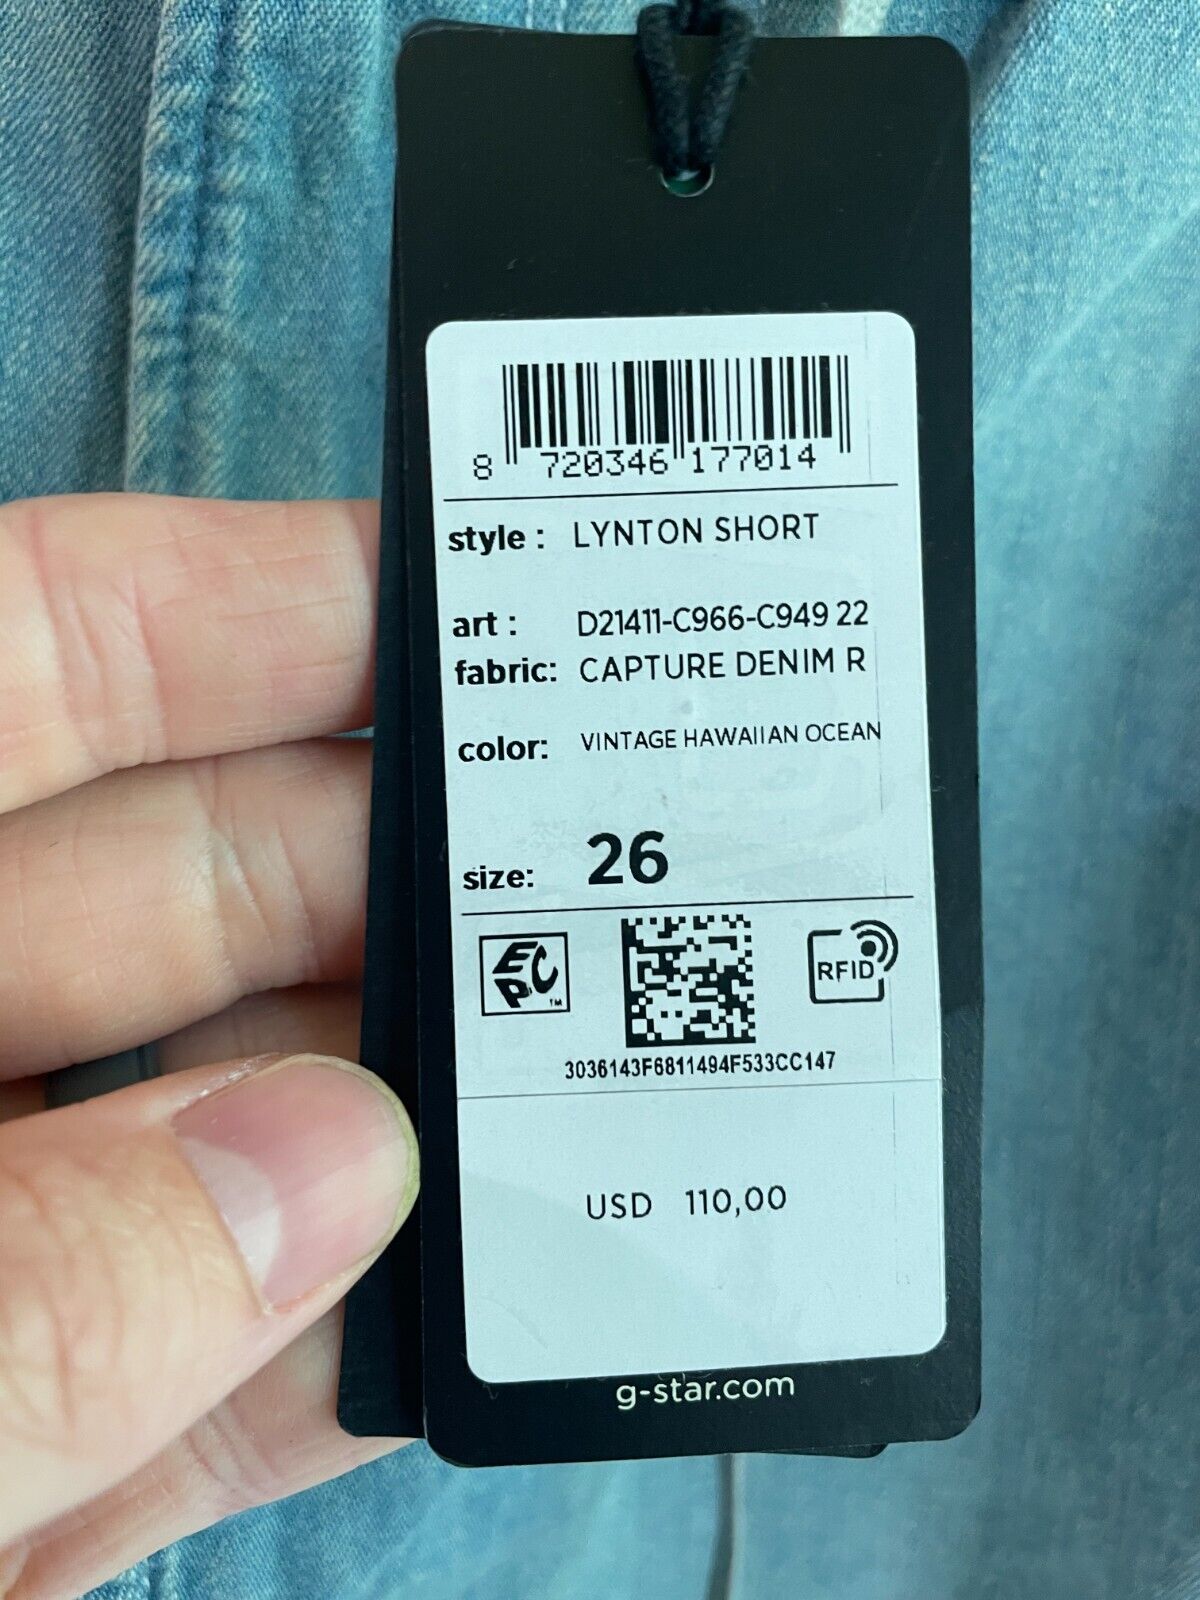 8 720346 177014
style : LYNTON SHORT
art : D21411-C966-C949 22
fabric: CAPTURE DENIM R
color: VINTAGE HAWAIIAN OCEAN
size: 26
EPC TM RFID
3036143F6811494F533CC147
USD 110,00
g-star.com